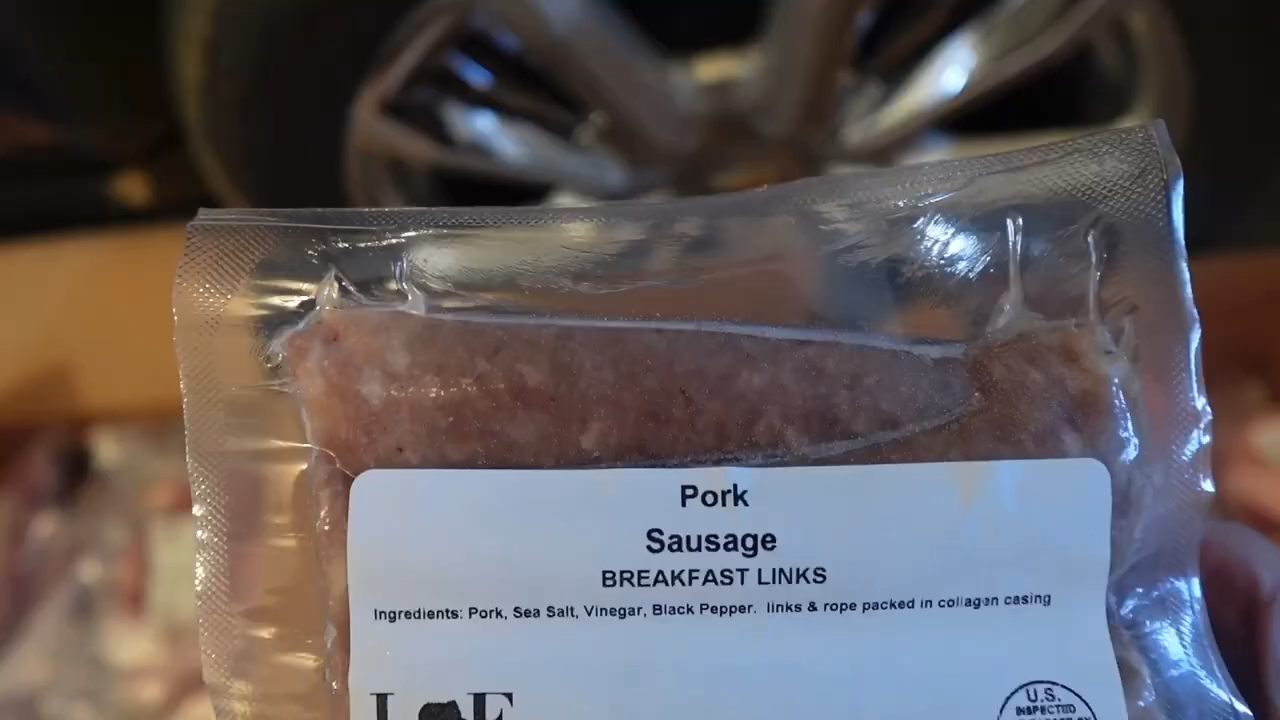 Pork
Sausage
BREAKFAST LINKS
Ingredients: Pork, Sea Salt, Vinegar, Black Pepper. links & rope packed in collagen casing
U.S.
INSPECTED